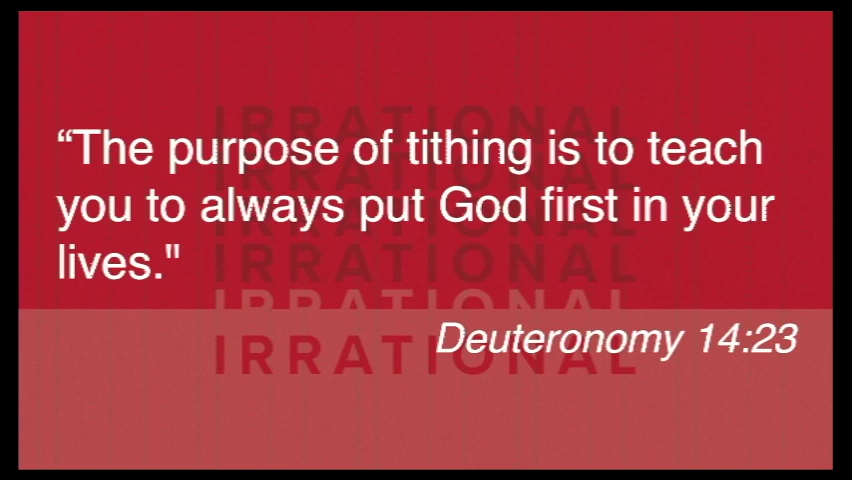 IRRATIONAL
“The purpose of tithing is to teach
IRRATIONAL
you to always put God first in your
IRRATIONAL
lives."
IRRATIONAL
IRRATIONAL
Deuteronomy 14:23
IRRATIONAL